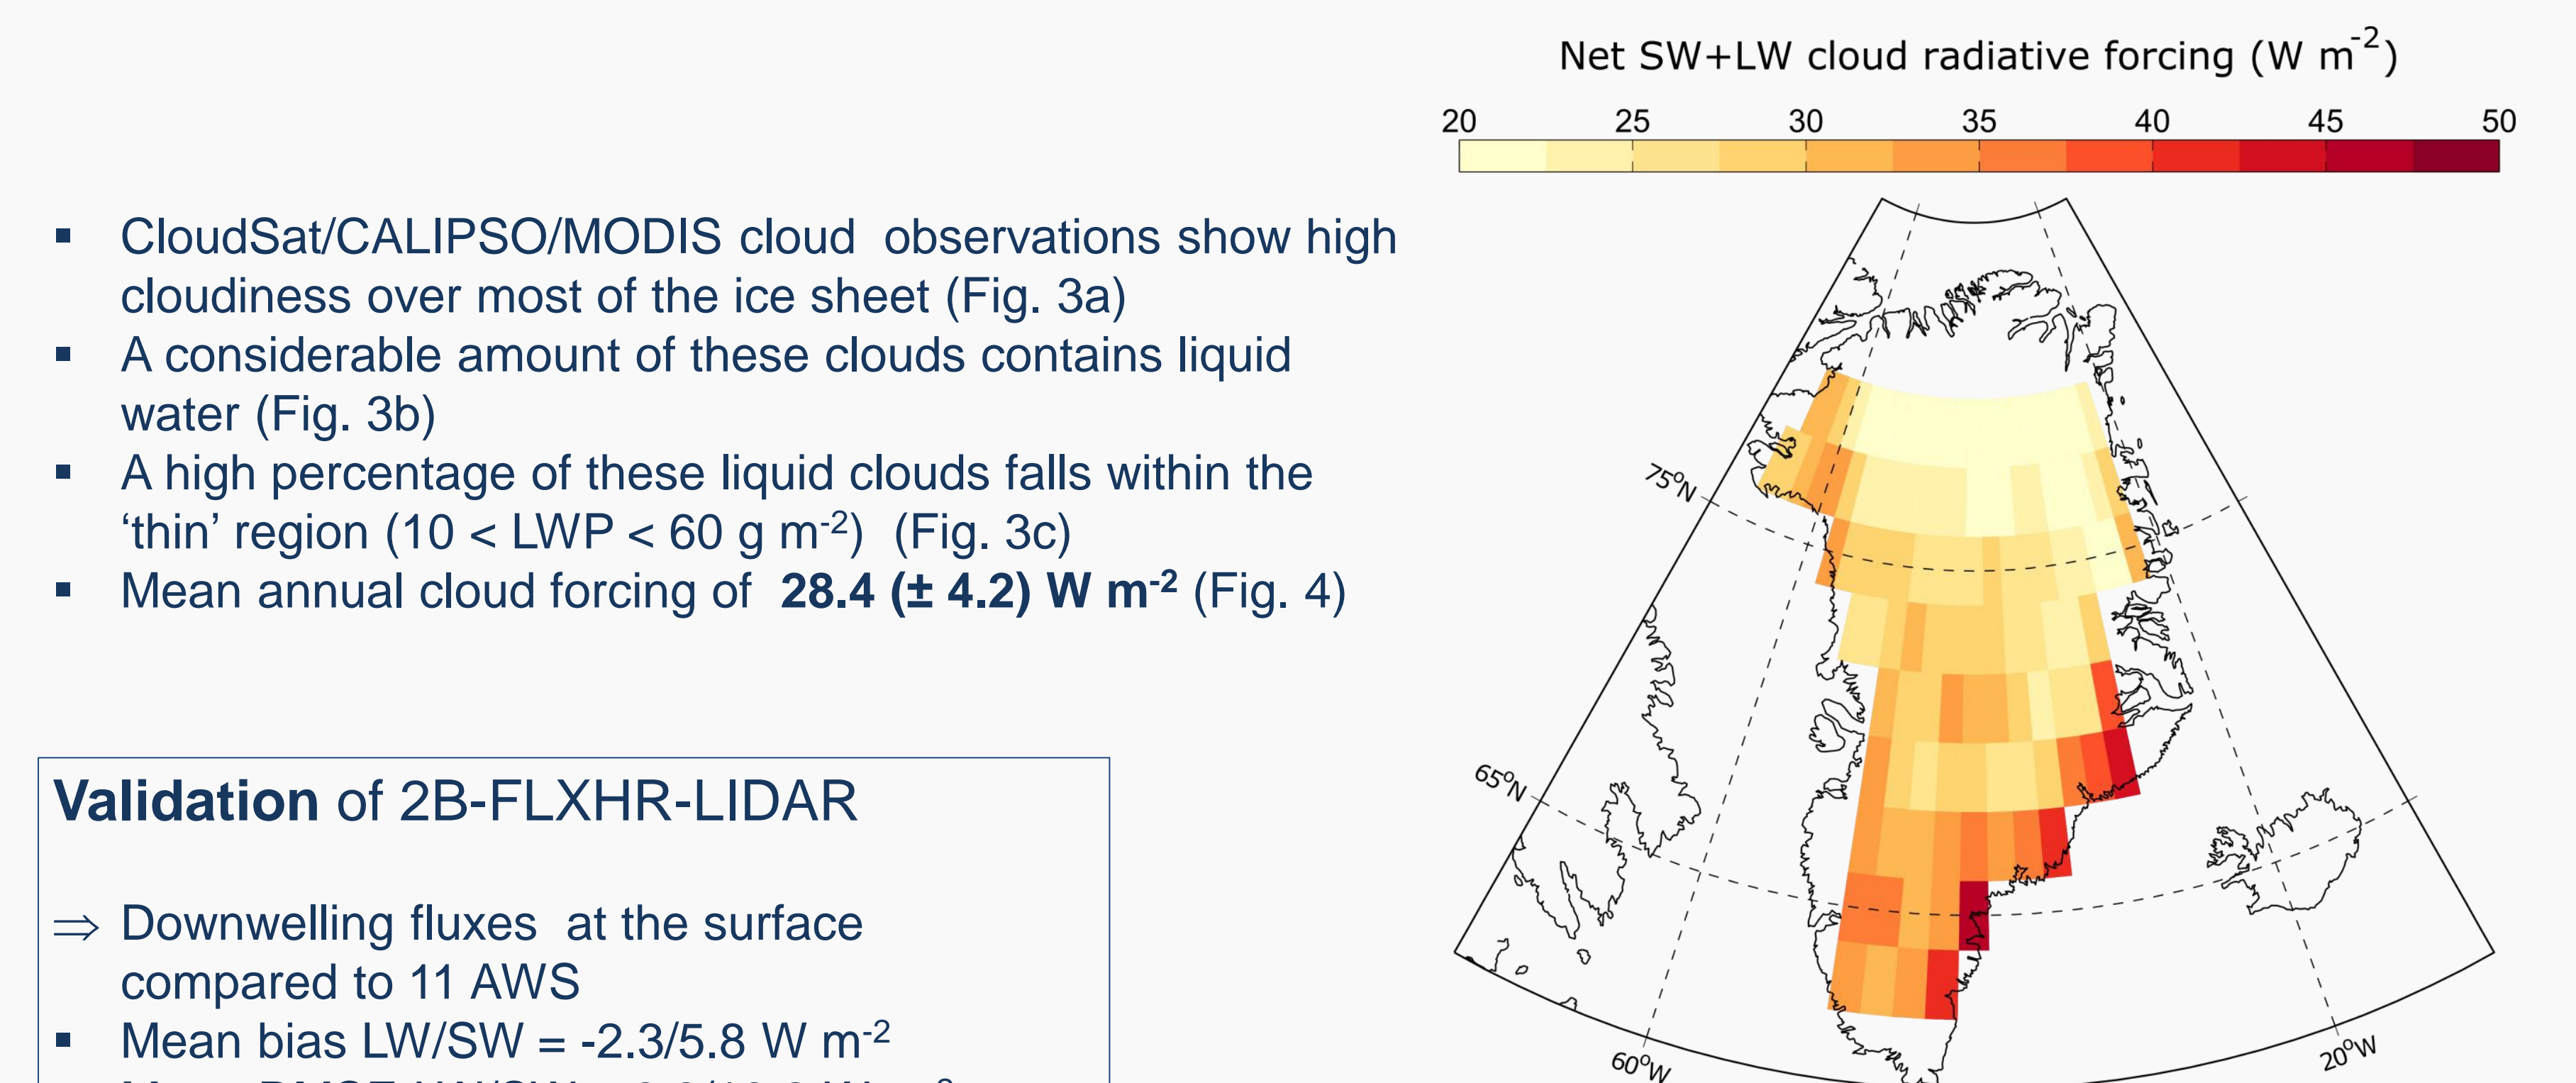 ▪ CloudSat/CALIPSO/MODIS cloud observations show high
cloudiness over most of the ice sheet (Fig. 3a)
▪ A considerable amount of these clouds contains liquid
water (Fig. 3b)
▪ A high percentage of these liquid clouds falls within the
‘thin’ region (10 < LWP < 60 g m⁻²) (Fig. 3c)
▪ Mean annual cloud forcing of 28.4 (± 4.2) W m⁻² (Fig. 4)
Validation of 2B-FLXHR-LIDAR
⇒ Downwelling fluxes at the surface
compared to 11 AWS
▪ Mean bias LW/SW = -2.3/5.8 W m⁻²
Net SW+LW cloud radiative forcing (W m⁻²)
20 25 30 35 40 45 50
75°N
65°N
60°W
20°W